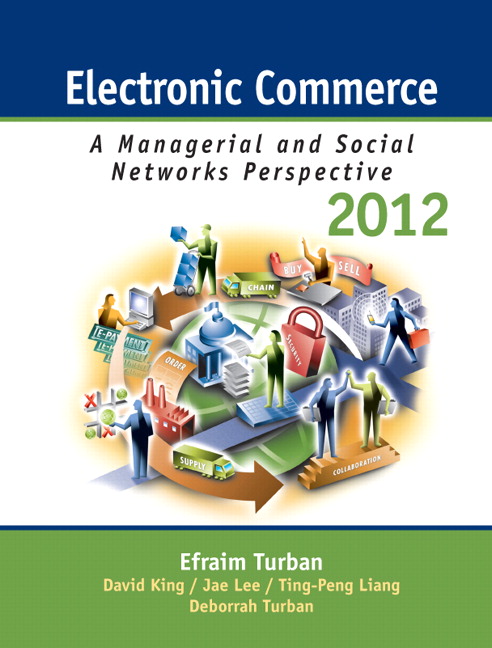 Electronic Commerce
A Managerial and Social
Networks Perspective
2012
BUY SELL
CHAIN
E-PAYMENT
SECURITY
ORDER
SUPPLY
COLLABORATION
Efraim Turban
David King / Jae Lee / Ting-Peng Liang
Deborrah Turban